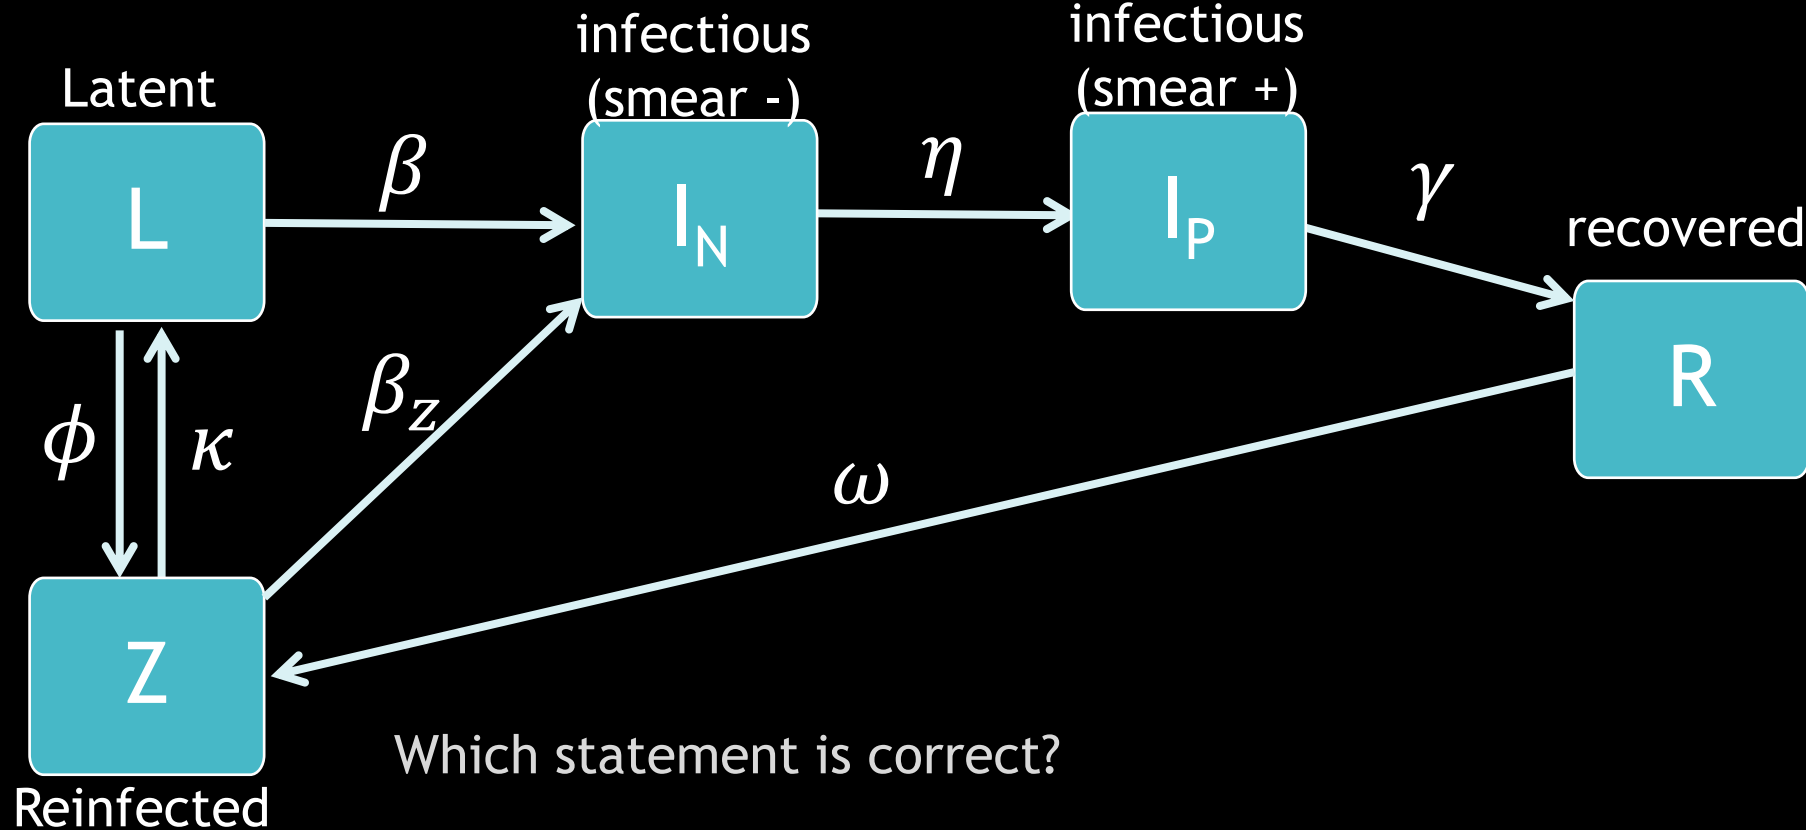 Latent
infectious
(smear -)
infectious
(smear +)
L
β
I_N
η
I_P
γ
recovered
R
ϕ
κ
β_z
ω
Z
Reinfected
Which statement is correct?